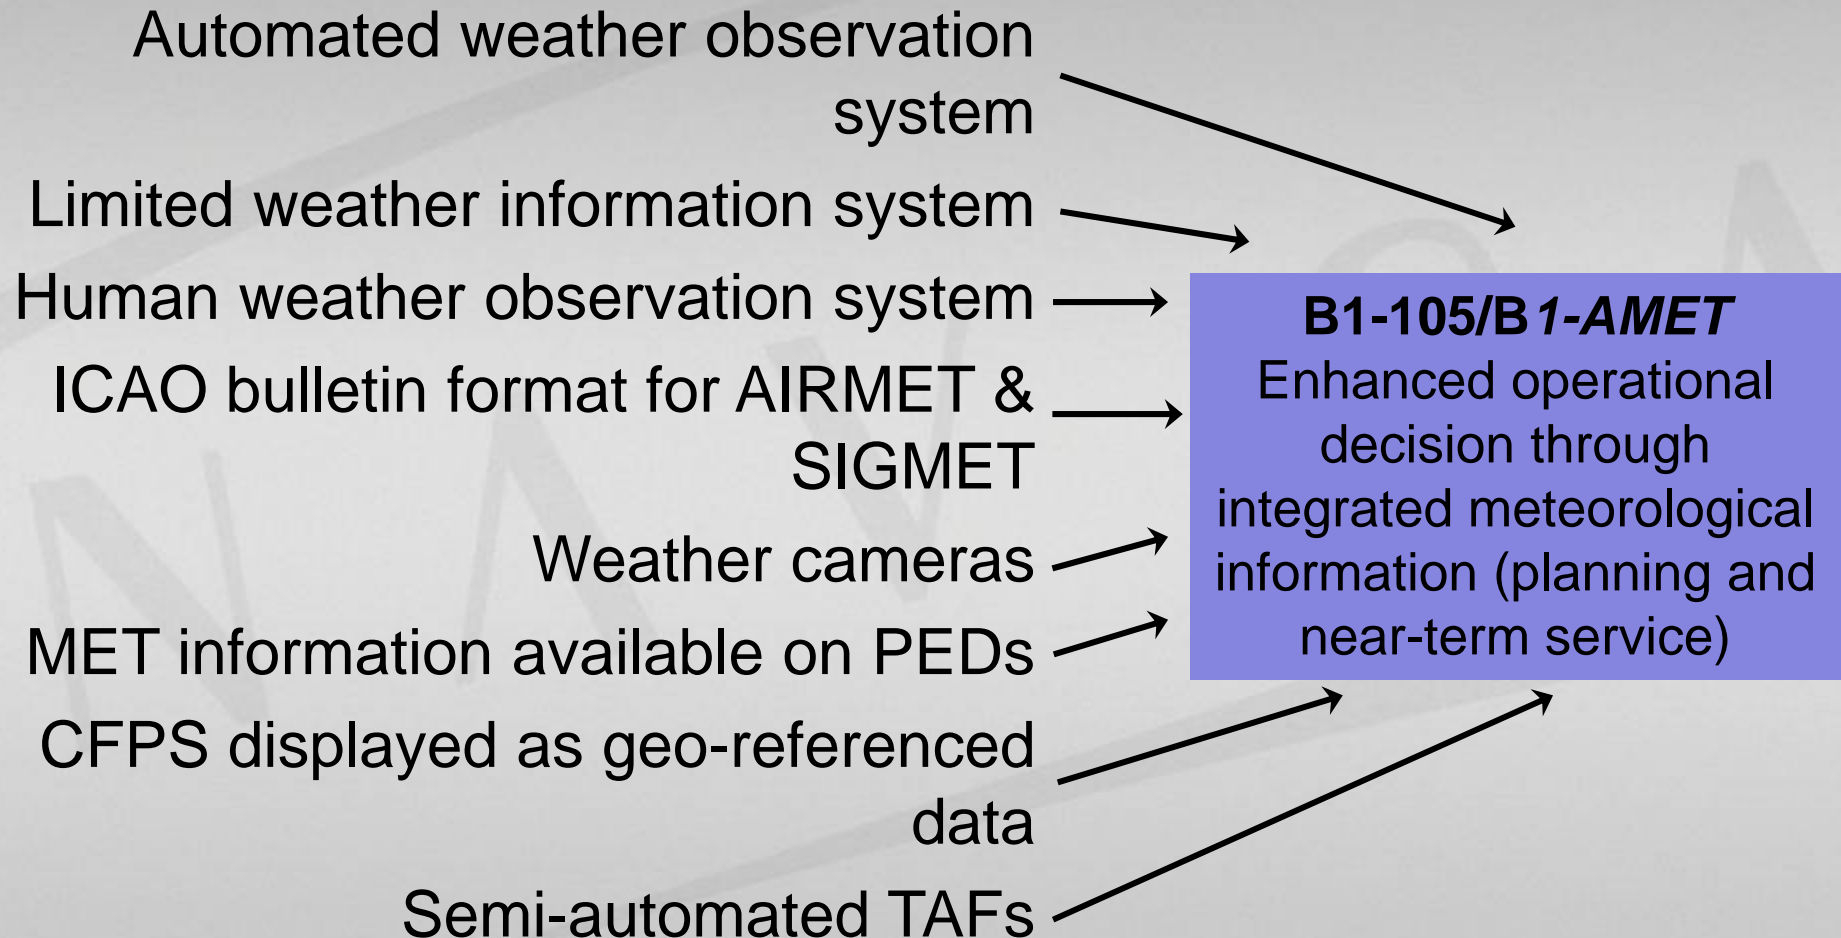 Automated weather observation
system
Limited weather information system
Human weather observation system
ICAO bulletin format for AIRMET &
SIGMET
Weather cameras
MET information available on PEDs
CFPS displayed as geo-referenced
data
Semi-automated TAFs
B1-105/B1-AMET
Enhanced operational
decision through
integrated meteorological
information (planning and
near-term service)
N A V C A